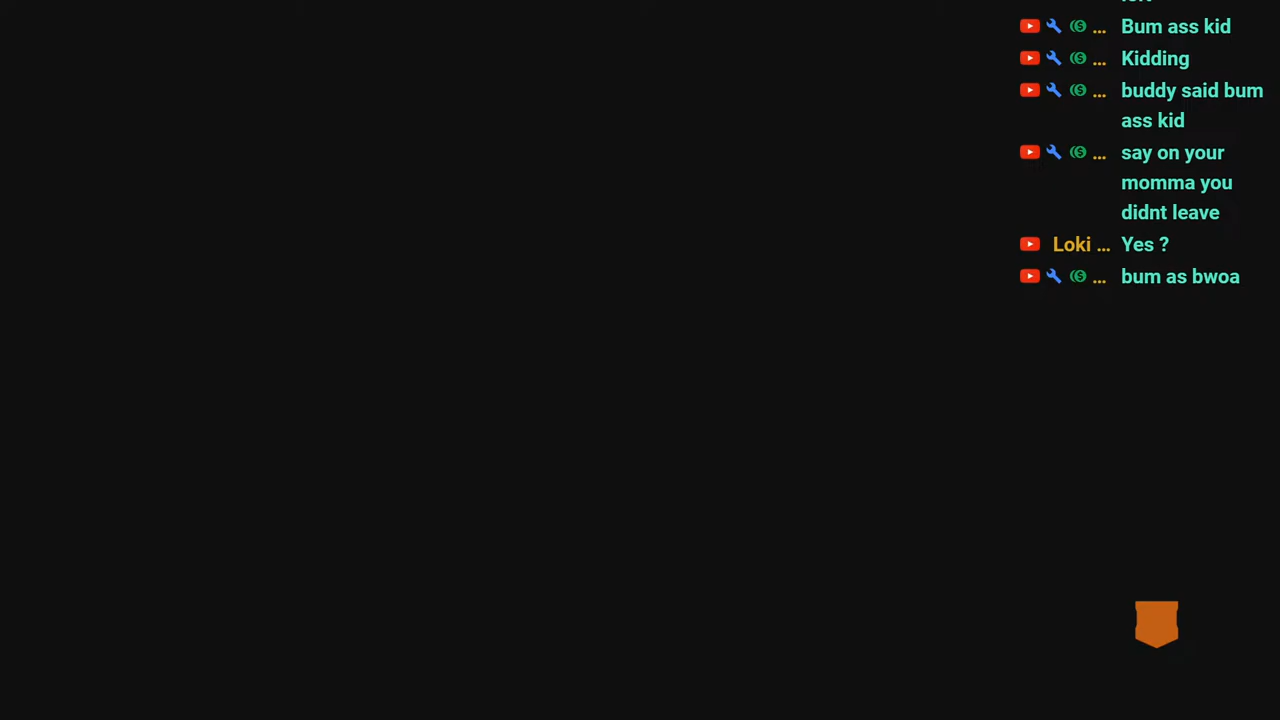 ... Bum ass kid
... Kidding
... buddy said bum
ass kid
... say on your
momma you
didnt leave
Loki ... Yes ?
... bum as bwoa